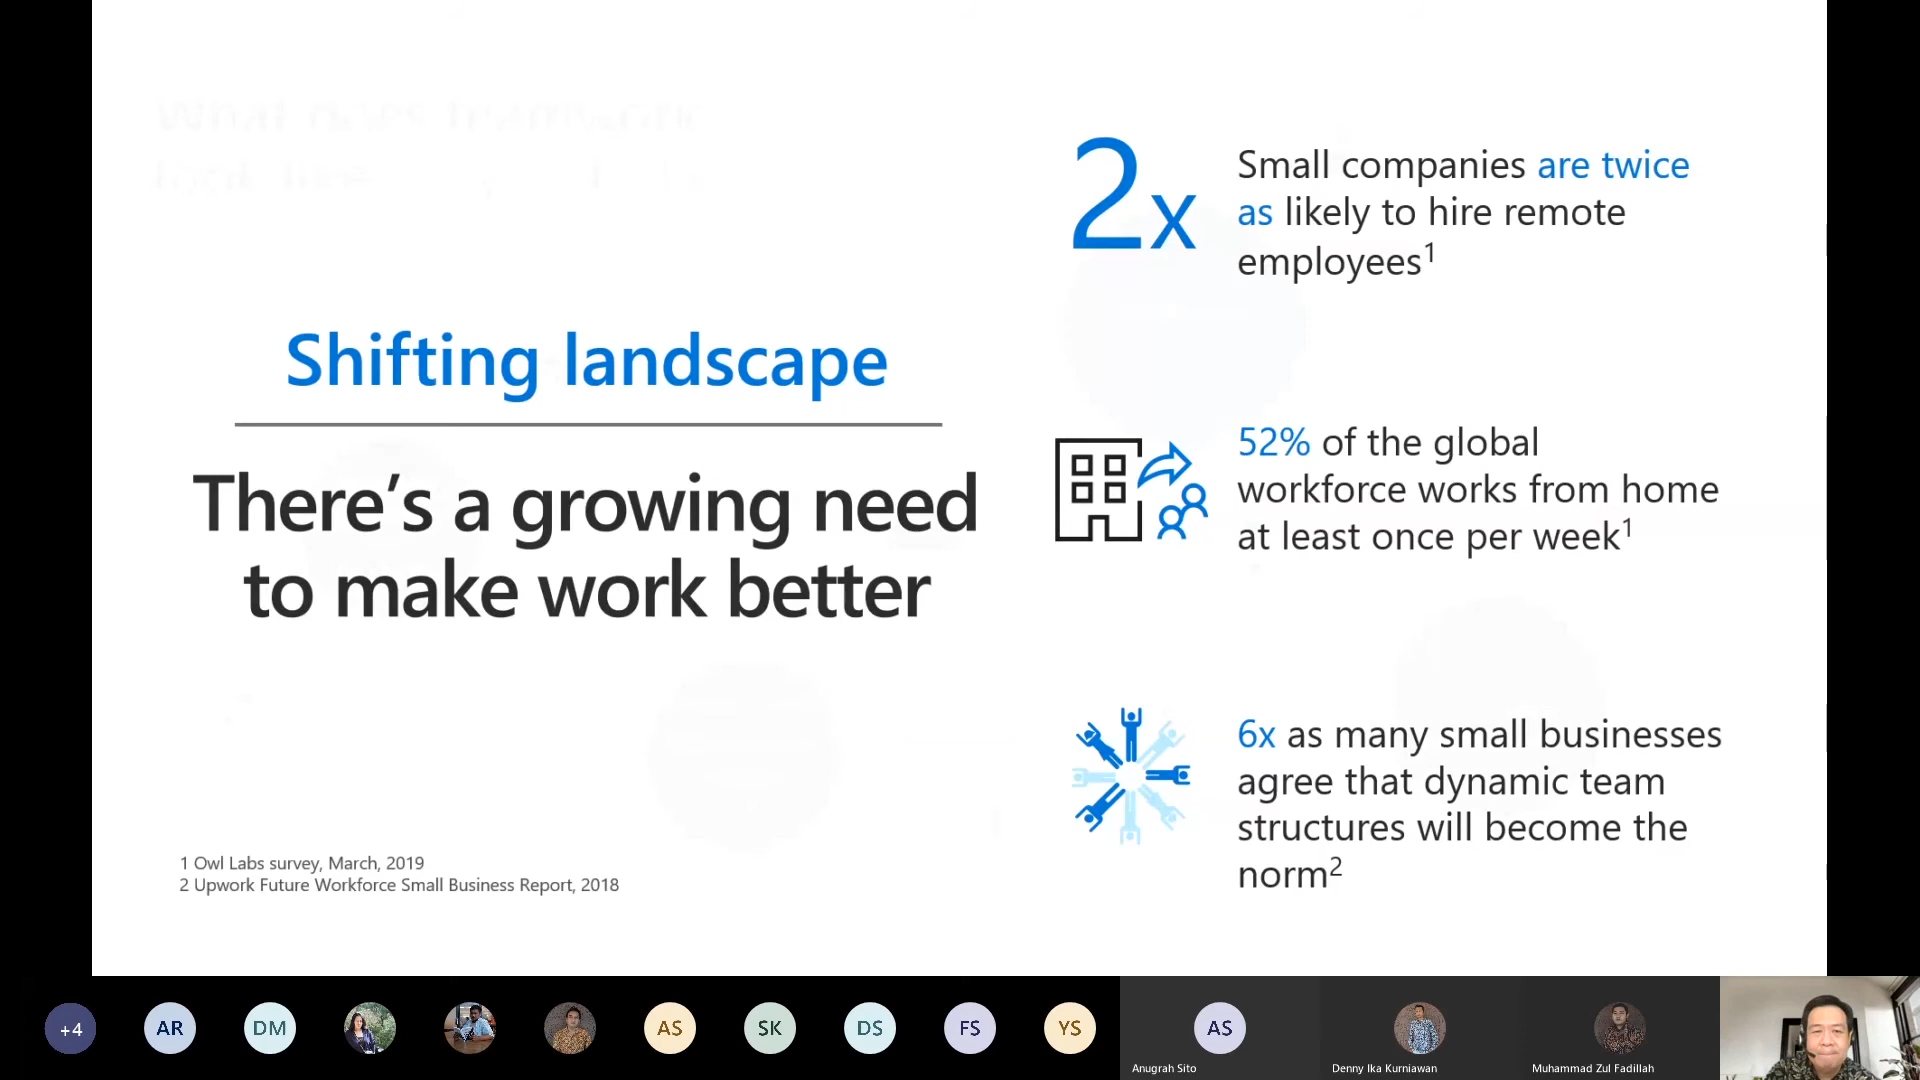 Shifting landscape
There's a growing need
to make work better
1 Owl Labs survey, March, 2019
2 Upwork Future Workforce Small Business Report, 2018
2x
Small companies are twice
as likely to hire remote
employees¹
52% of the global
workforce works from home
at least once per week¹
6x as many small businesses
agree that dynamic team
structures will become the
norm²
+4
AR
DM
AS
SK
DS
FS
YS
AS
Anugrah Sito
Denny Ika Kurniawan
Muhammad Zul Fadillah